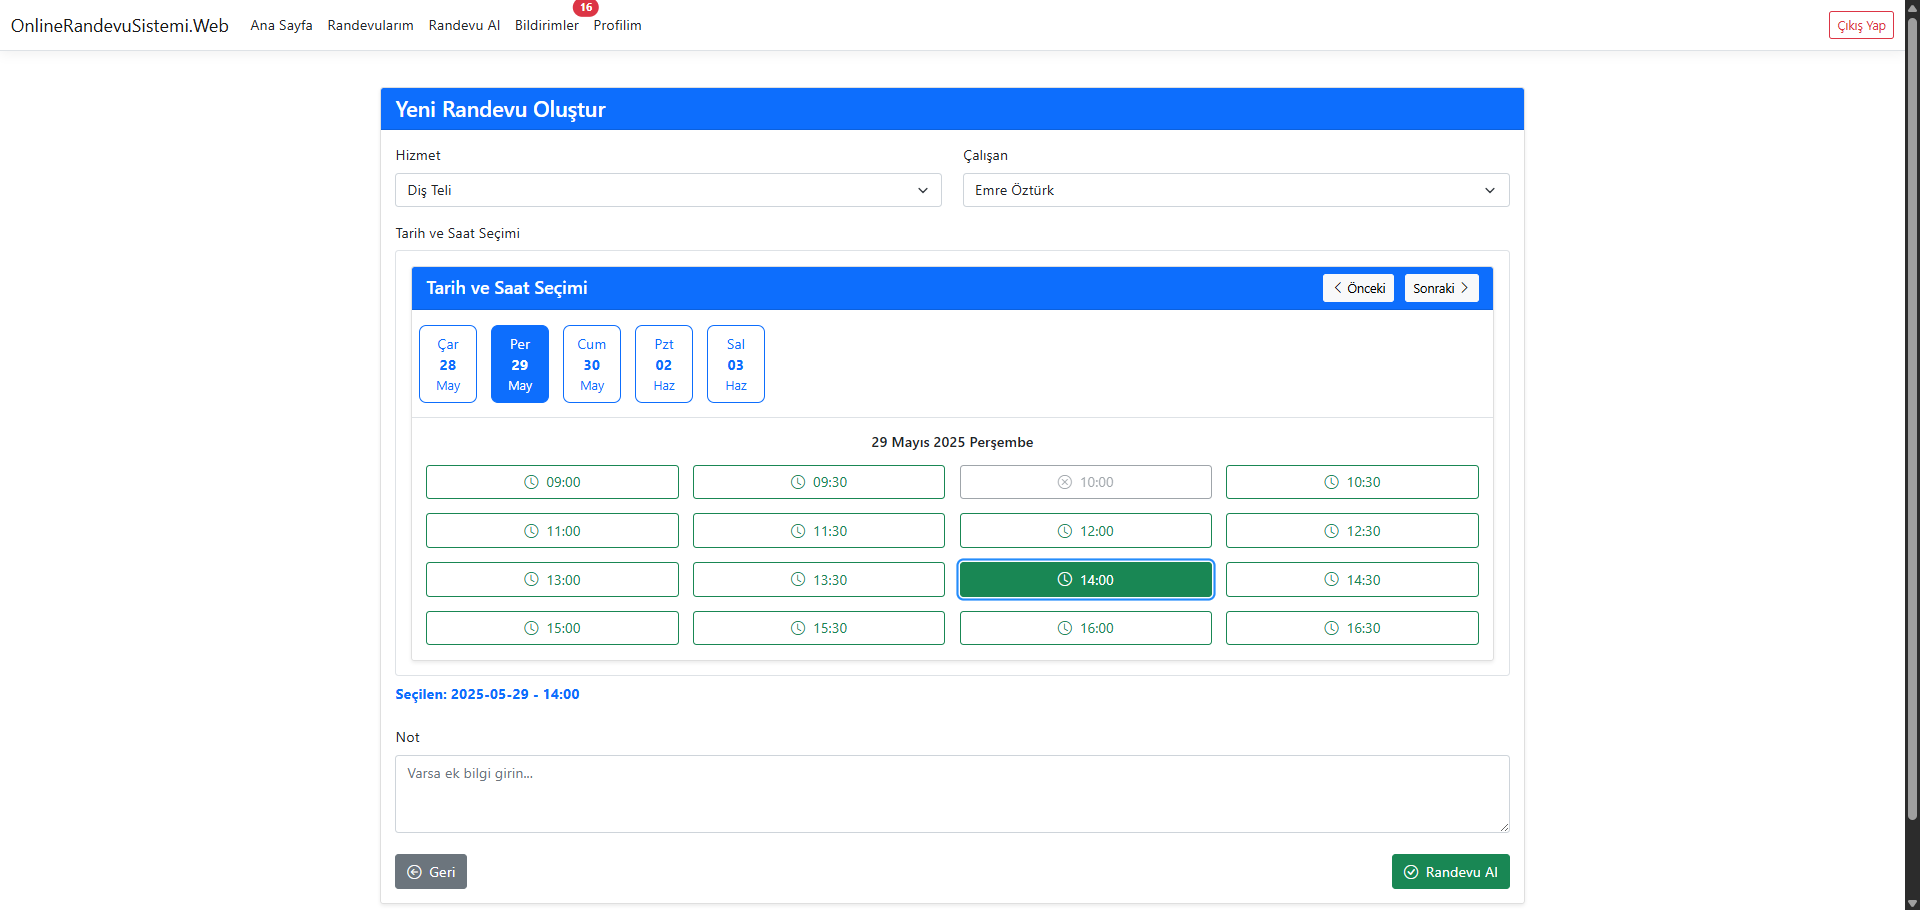 OnlineRandevuSistemi.Web Ana Sayfa Randevularım Randevu Al Bildirimler 16 Profilim Çıkış Yap
Yeni Randevu Oluştur
Hizmet Çalışan
Diş Teli Emre Öztürk
Tarih ve Saat Seçimi
Tarih ve Saat Seçimi Önceki Sonraki
Çar Per Cum Pzt Sal
28 29 30 02 03
May May May Haz Haz
29 Mayıs 2025 Perşembe
09:00 09:30 10:00 10:30
11:00 11:30 12:00 12:30
13:00 13:30 14:00 14:30
15:00 15:30 16:00 16:30
Seçilen: 2025-05-29 - 14:00
Not
Varsa ek bilgi girin...
Geri Randevu Al